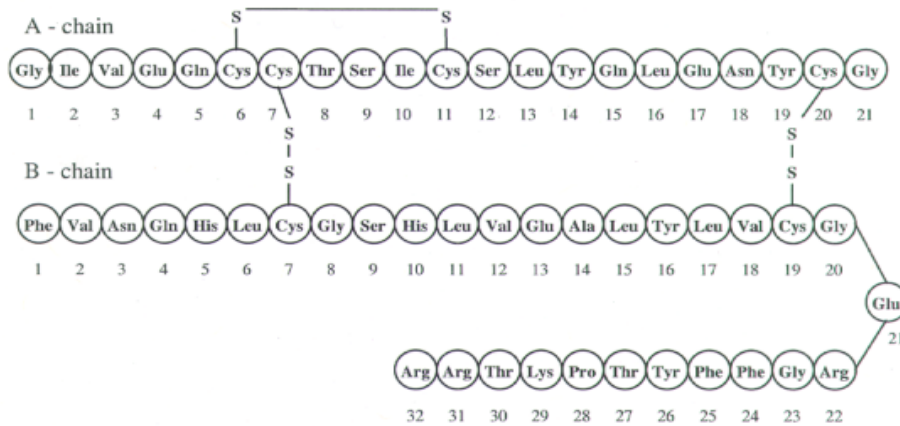 S S
A - chain
Gly Ile Val Glu Gln Cys Cys Thr Ser Ile Cys Ser Leu Tyr Gln Leu Glu Asn Tyr Cys Gly
1 2 3 4 5 6 7 8 9 10 11 12 13 14 15 16 17 18 19 20 21
S S
S S
B - chain
Phe Val Asn Gln His Leu Cys Gly Ser His Leu Val Glu Ala Leu Tyr Leu Val Cys Gly
1 2 3 4 5 6 7 8 9 10 11 12 13 14 15 16 17 18 19 20
Glu
21
Arg Arg Thr Lys Pro Thr Tyr Phe Phe Gly Arg
32 31 30 29 28 27 26 25 24 23 22